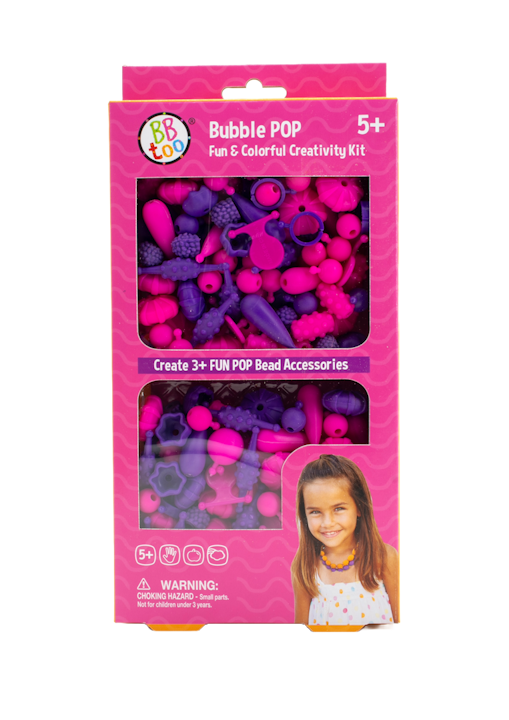 BB
too
®
Bubble POP
5+
Fun & Colorful Creativity Kit
Create 3+ FUN POP Bead Accessories
5+
WARNING:
CHOKING HAZARD - Small parts.
Not for children under 3 years.